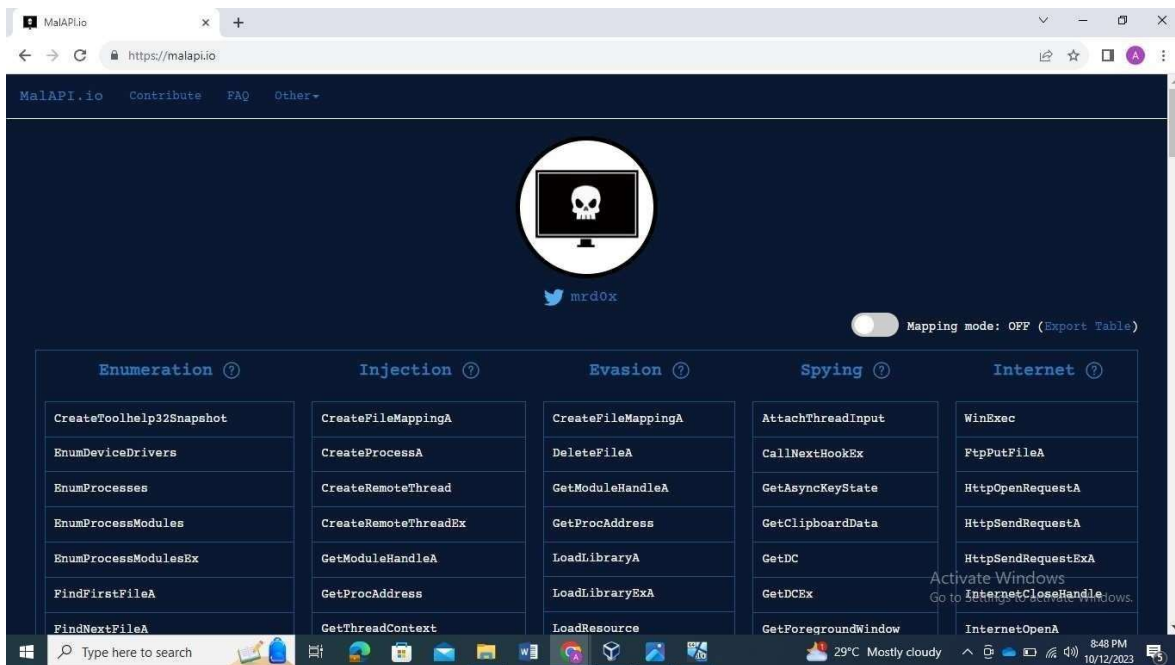 MalAPI.io
https://malapi.io
A
MalAPI.io Contribute FAQ Other
mrd0x
Mapping mode: OFF (Export Table)
Enumeration ? Injection ? Evasion ? Spying ? Internet ?
CreateToolhelp32Snapshot CreateFileMappingA CreateFileMappingA AttachThreadInput WinExec
EnumDeviceDrivers CreateProcessA DeleteFileA CallNextHookEx FtpPutFileA
EnumProcesses CreateRemoteThread GetModuleHandleA GetAsyncKeyState HttpOpenRequestA
EnumProcessModules CreateRemoteThreadEx GetProcAddress GetClipboardData HttpSendRequestA
EnumProcessModulesEx GetModuleHandleA LoadLibraryA GetDC HttpSendRequestExA
Activate Windows
FindFirstFileA GetProcAddress LoadLibraryExA GetDCEx InternetCloseHandle
Go to Settings to activate Windows.
FindNextFileA GetThreadContext LoadResource GetForegroundWindow InternetOpenA
Type here to search 29°C Mostly cloudy 8:48 PM
10/12/2023